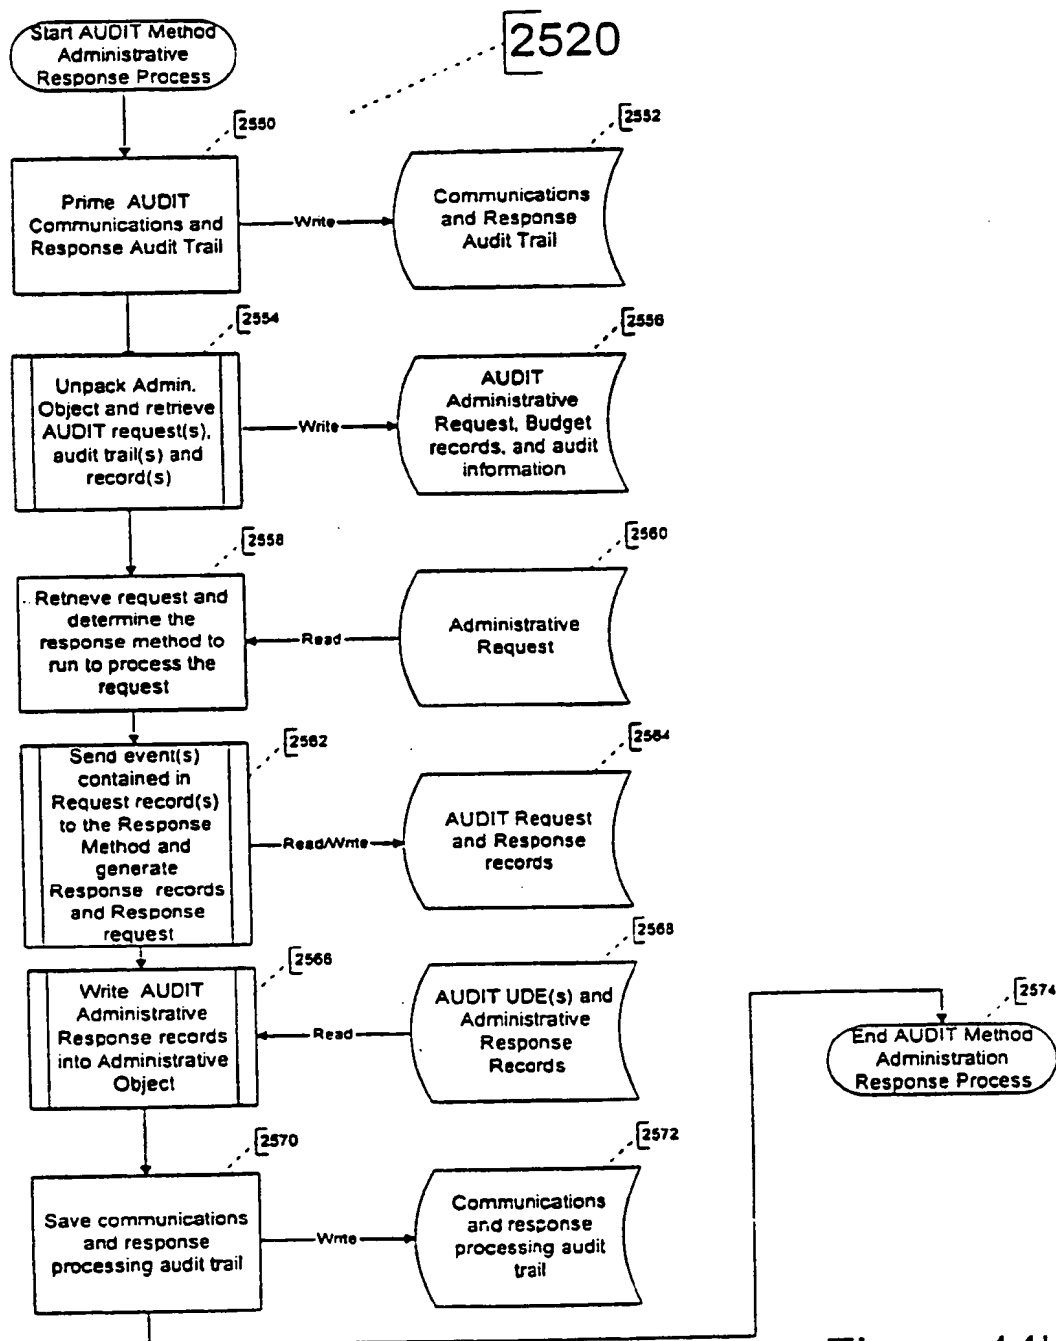 Start AUDIT Method
Administrative
Response Process
2520
2550
Prime AUDIT
Communications and
Response Audit Trail
Write
2552
Communications
and Response
Audit Trail
2554
Unpack Admin.
Object and retrieve
AUDIT request(s),
audit trail(s) and
record(s)
Write
2556
AUDIT
Administrative
Request, Budget
records, and audit
information
2558
Retrieve request and
determine the
response method to
run to process the
request
Read
2560
Administrative
Request
2562
Send event(s)
contained in
Request record(s)
to the Response
Method and
generate
Response records
and Response
request
Read/Write
2564
AUDIT Request
and Response
records
2566
Write AUDIT
Administrative
Response records
into Administrative
Object
Read
2568
AUDIT UDE(s) and
Administrative
Response
Records
2570
Save communications
and response
processing audit trail
Write
2572
Communications
and response
processing audit
trail
2574
End AUDIT Method
Administration
Response Process